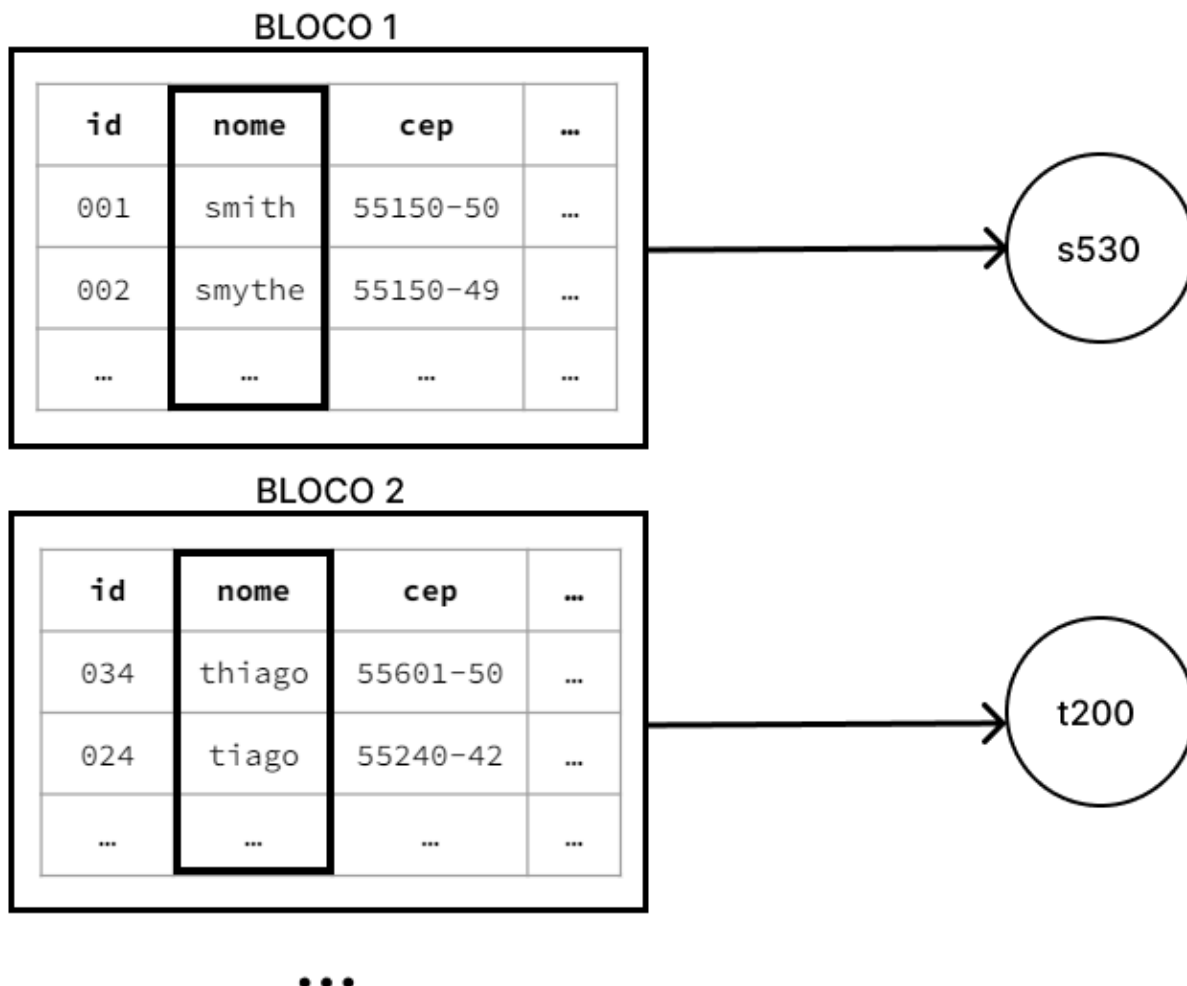 BLOCO 1
id nome cep …
001 smith 55150-50 …
002 smythe 55150-49 …
… … … …
s530
BLOCO 2
id nome cep …
034 thiago 55601-50 …
024 tiago 55240-42 …
… … … …
t200
…